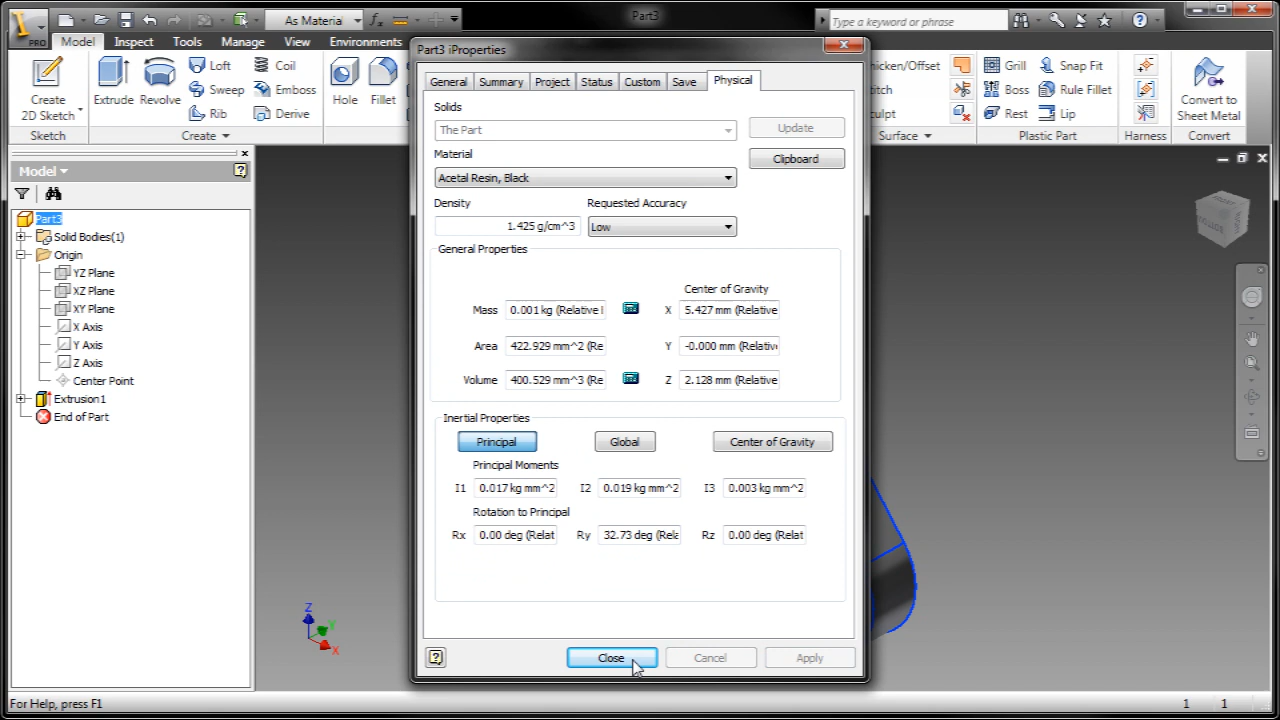 PRO
As Material
fx
Part3
Type a keyword or phrase
Model Inspect Tools Manage View Environments
Create
2D Sketch
Sketch
Extrude
Revolve
Loft
Sweep
Rib
Coil
Emboss
Derive
Create
Hole
Fillet
hicken/Offset
titch
culpt
Surface
Grill
Boss
Rest
Snap Fit
Rule Fillet
Lip
Plastic Part
Harness
Convert to
Sheet Metal
Convert
Model
Part3
Solid Bodies(1)
Origin
YZ Plane
XZ Plane
XY Plane
X Axis
Y Axis
Z Axis
Center Point
Extrusion1
End of Part
Part3 iProperties
General Summary Project Status Custom Save Physical
Solids
The Part
Update
Material
Clipboard
Acetal Resin, Black
Density
Requested Accuracy
1.425 g/cm^3
Low
General Properties
Center of Gravity
Mass 0.001 kg (Relative I X 5.427 mm (Relative
Area 422.929 mm^2 (Re Y -0.000 mm (Relative
Volume 400.529 mm^3 (Re Z 2.128 mm (Relative
Inertial Properties
Principal Global Center of Gravity
Principal Moments
I1 0.017 kg mm^2 I2 0.019 kg mm^2 I3 0.003 kg mm^2
Rotation to Principal
Rx 0.00 deg (Relat Ry 32.73 deg (Rela Rz 0.00 deg (Relat
Close Cancel Apply
Z
Y
X
For Help, press F1
1 1